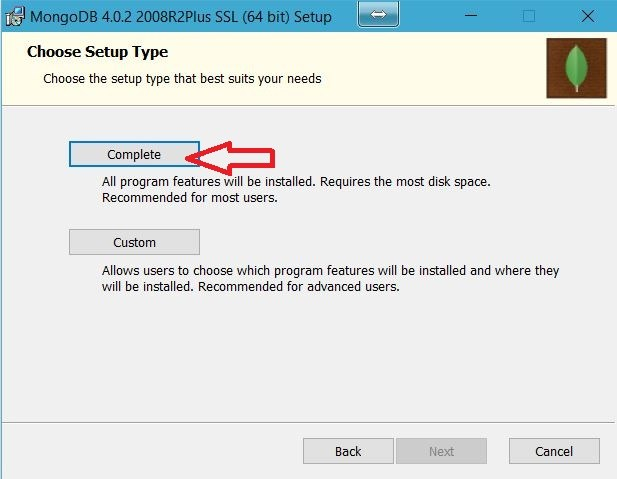 MongoDB 4.0.2 2008R2Plus SSL (64 bit) Setup
Choose Setup Type
Choose the setup type that best suits your needs
Complete
All program features will be installed. Requires the most disk space.
Recommended for most users.
Custom
Allows users to choose which program features will be installed and where they
will be installed. Recommended for advanced users.
Back
Next
Cancel